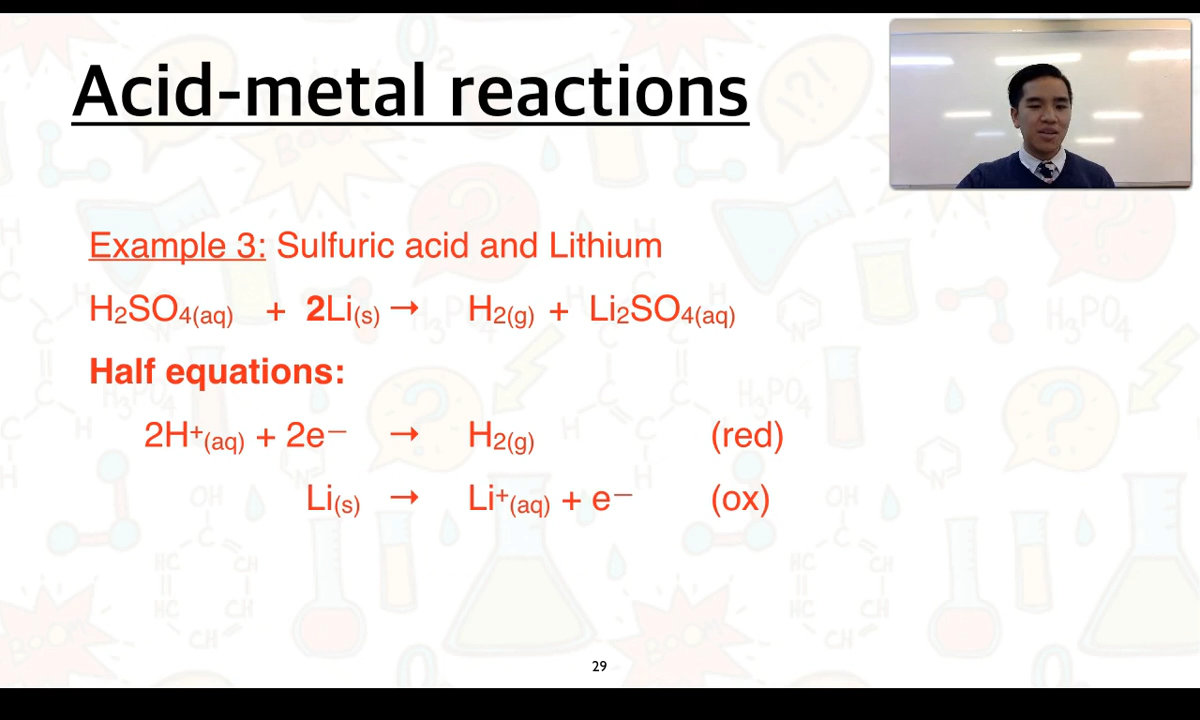 Acid-metal reactions
Example 3: Sulfuric acid and Lithium
H₂SO₄(aq) + 2Li(s) → H₂(g) + Li₂SO₄(aq)
Half equations:
2H⁺(aq) + 2e⁻ → H₂(g) (red)
Li(s) → Li⁺(aq) + e⁻ (ox)
29